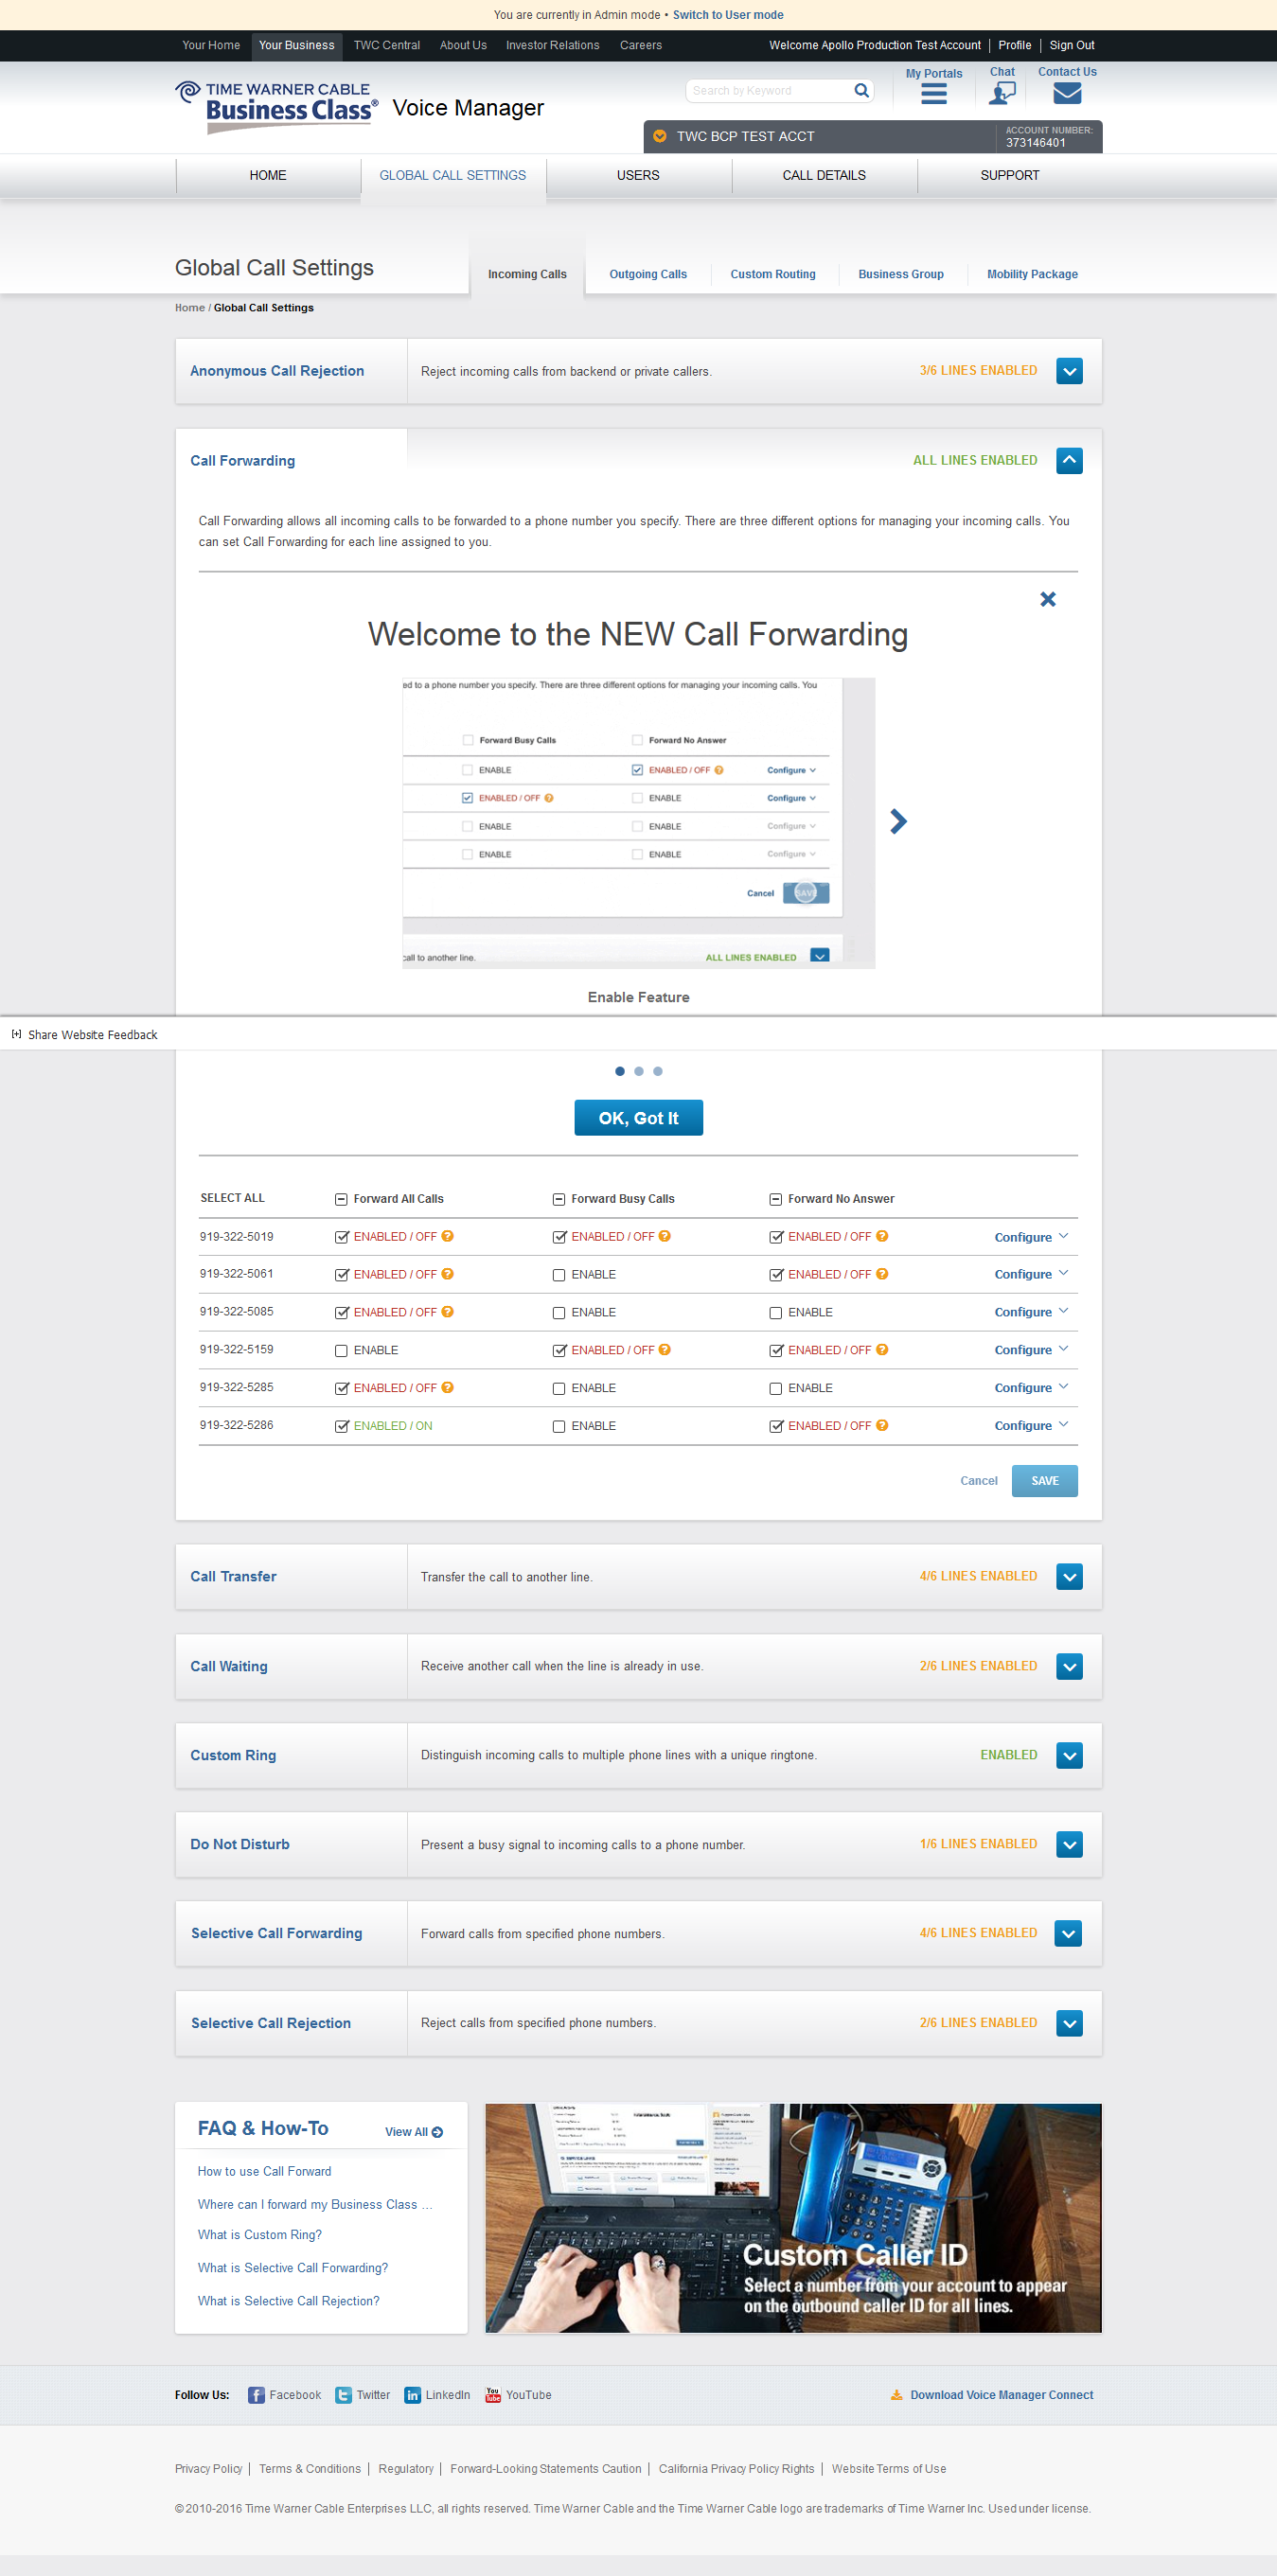 You are currently in Admin mode • Switch to User mode
Your Home Your Business TWC Central About Us Investor Relations Careers Welcome Apollo Production Test Account Profile Sign Out
TIME WARNER CABLE
Business Class®
Voice Manager
Search by Keyword
My Portals Chat Contact Us
TWC BCP TEST ACCT
ACCOUNT NUMBER:
373146401
HOME GLOBAL CALL SETTINGS USERS CALL DETAILS SUPPORT
Global Call Settings
Incoming Calls Outgoing Calls Custom Routing Business Group Mobility Package
Home / Global Call Settings
Anonymous Call Rejection Reject incoming calls from backend or private callers. 3/6 LINES ENABLED
Call Forwarding ALL LINES ENABLED
Call Forwarding allows all incoming calls to be forwarded to a phone number you specify. There are three different options for managing your incoming calls. You
can set Call Forwarding for each line assigned to you.
Welcome to the NEW Call Forwarding
ed to a phone number you specify. There are three different options for managing your incoming calls. You
Forward Busy Calls Forward No Answer
ENABLE ENABLED / OFF ? Configure
ENABLED / OFF ? ENABLE Configure
ENABLE ENABLE Configure
ENABLE ENABLE Configure
Cancel SAVE
call to another line. ALL LINES ENABLED
Enable Feature
[+] Share Website Feedback
OK, Got It
SELECT ALL Forward All Calls Forward Busy Calls Forward No Answer
919-322-5019 ENABLED / OFF ? ENABLED / OFF ? ENABLED / OFF ? Configure
919-322-5061 ENABLED / OFF ? ENABLE ENABLED / OFF ? Configure
919-322-5085 ENABLED / OFF ? ENABLE ENABLE Configure
919-322-5159 ENABLE ENABLED / OFF ? ENABLED / OFF ? Configure
919-322-5285 ENABLED / OFF ? ENABLE ENABLE Configure
919-322-5286 ENABLED / ON ENABLE ENABLED / OFF ? Configure
Cancel SAVE
Call Transfer Transfer the call to another line. 4/6 LINES ENABLED
Call Waiting Receive another call when the line is already in use. 2/6 LINES ENABLED
Custom Ring Distinguish incoming calls to multiple phone lines with a unique ringtone. ENABLED
Do Not Disturb Present a busy signal to incoming calls to a phone number. 1/6 LINES ENABLED
Selective Call Forwarding Forward calls from specified phone numbers. 4/6 LINES ENABLED
Selective Call Rejection Reject calls from specified phone numbers. 2/6 LINES ENABLED
FAQ & How-To View All
How to use Call Forward
Where can I forward my Business Class ...
What is Custom Ring?
What is Selective Call Forwarding?
What is Selective Call Rejection?
Custom Caller ID
Select a number from your account to appear
on the outbound caller ID for all lines.
Follow Us: Facebook Twitter LinkedIn YouTube Download Voice Manager Connect
Privacy Policy Terms & Conditions Regulatory Forward-Looking Statements Caution California Privacy Policy Rights Website Terms of Use
© 2010-2016 Time Warner Cable Enterprises LLC, all rights reserved. Time Warner Cable and the Time Warner Cable logo are trademarks of Time Warner Inc. Used under license.